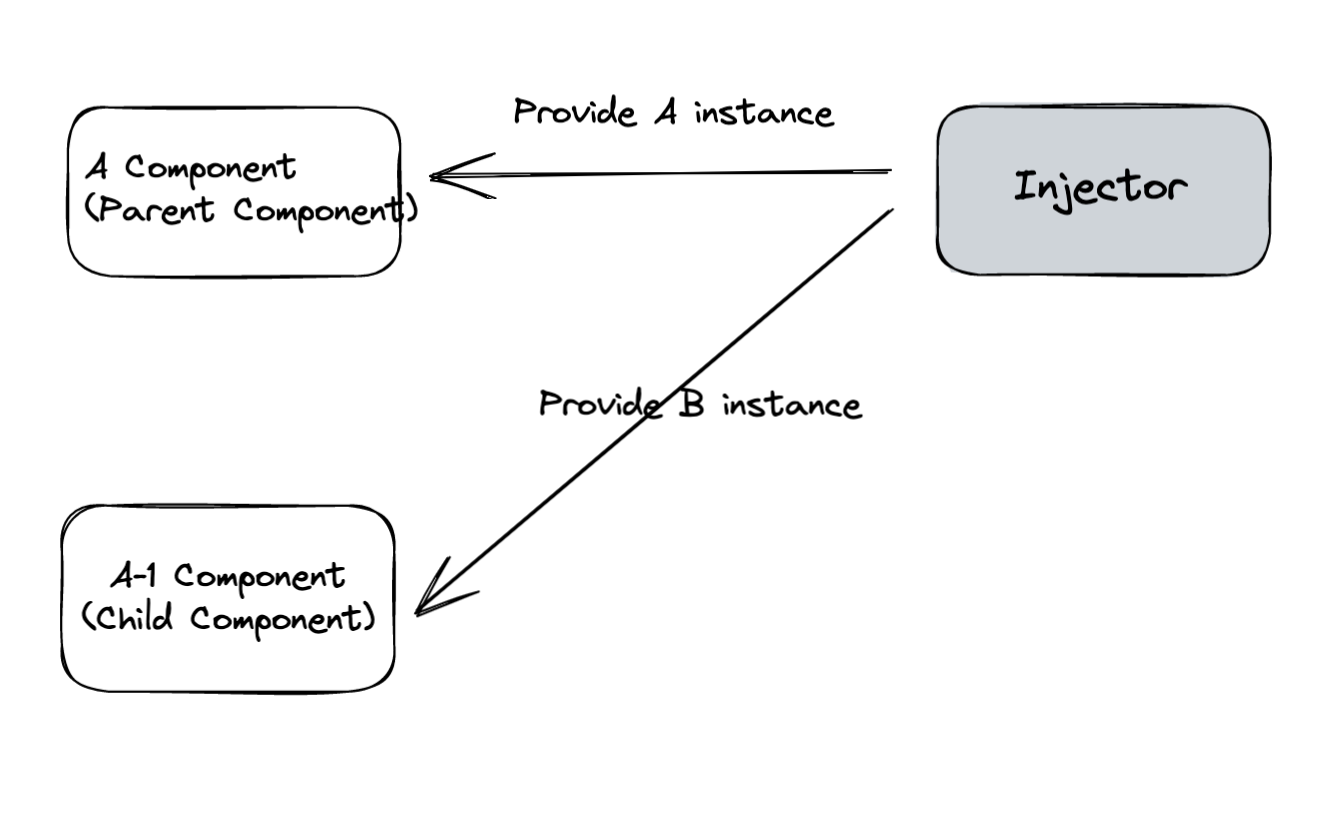 Provide A instance
A Component
(Parent Component)
Injector
Provide B instance
A-1 Component
(Child Component)